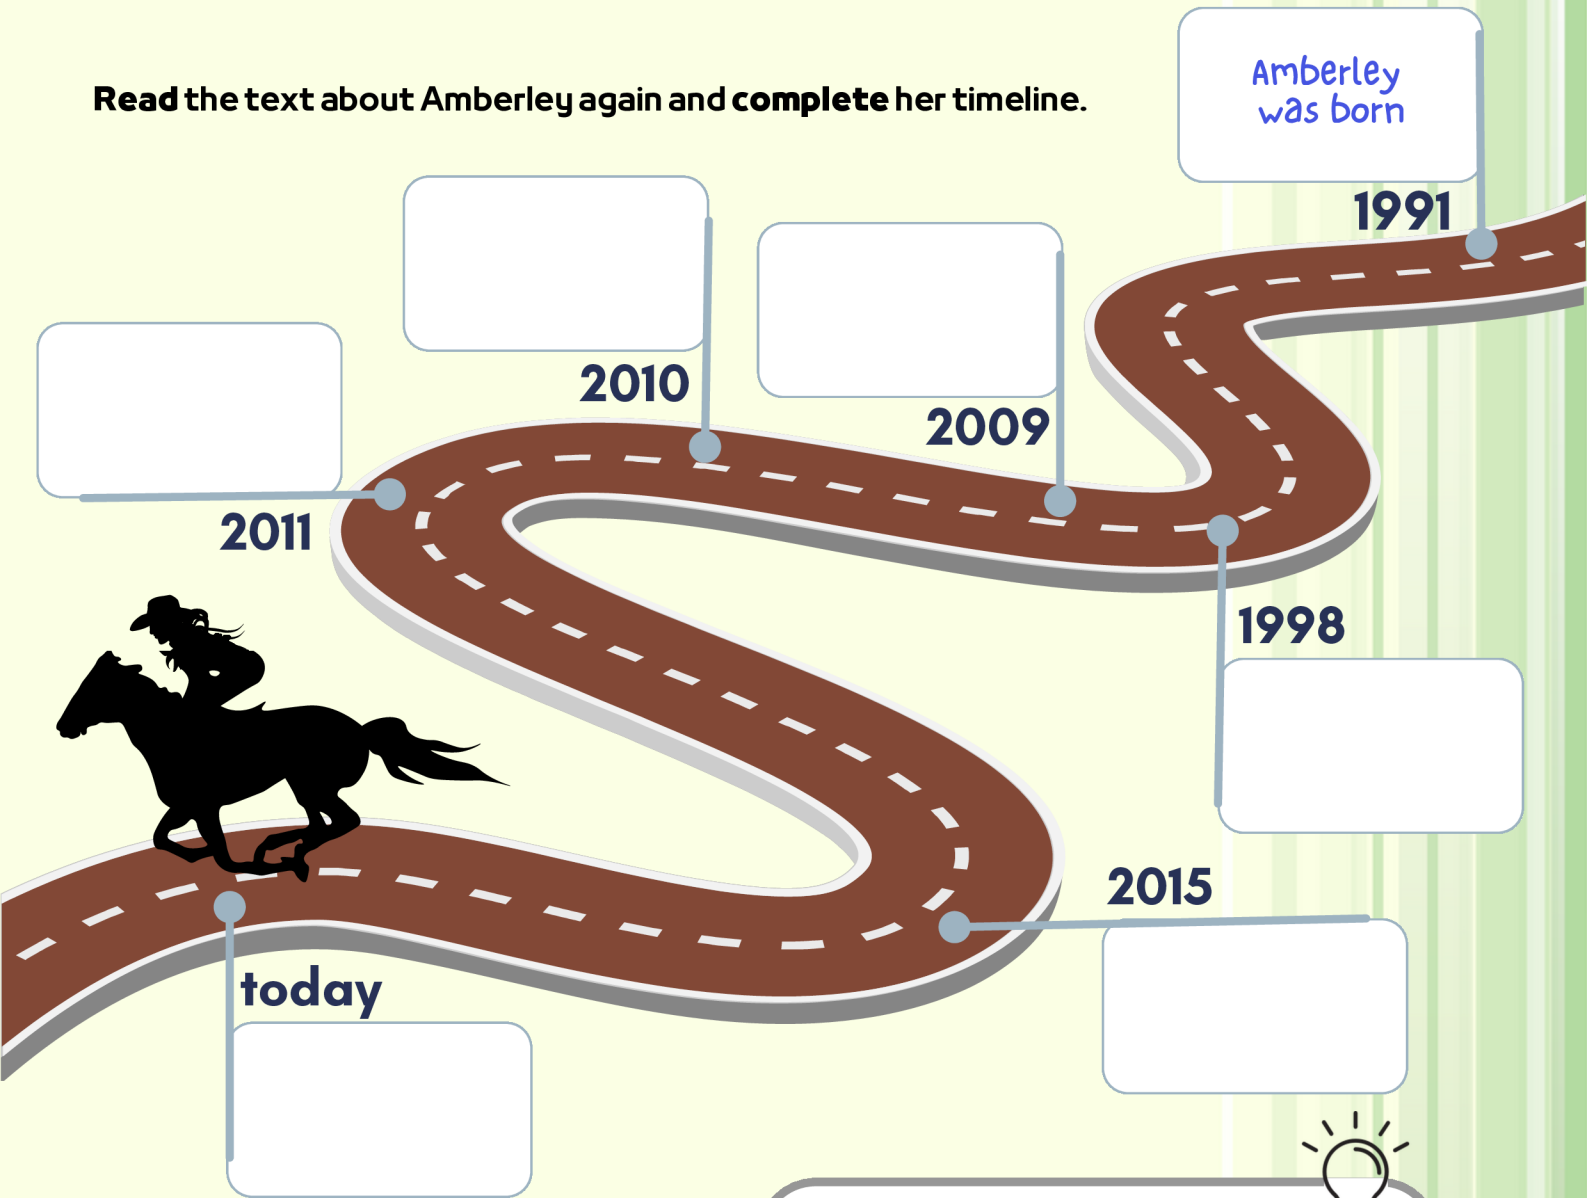 Read the text about Amberley again and complete her timeline.
Amberley
was born
1991
2010
2009
2011
1998
2015
today